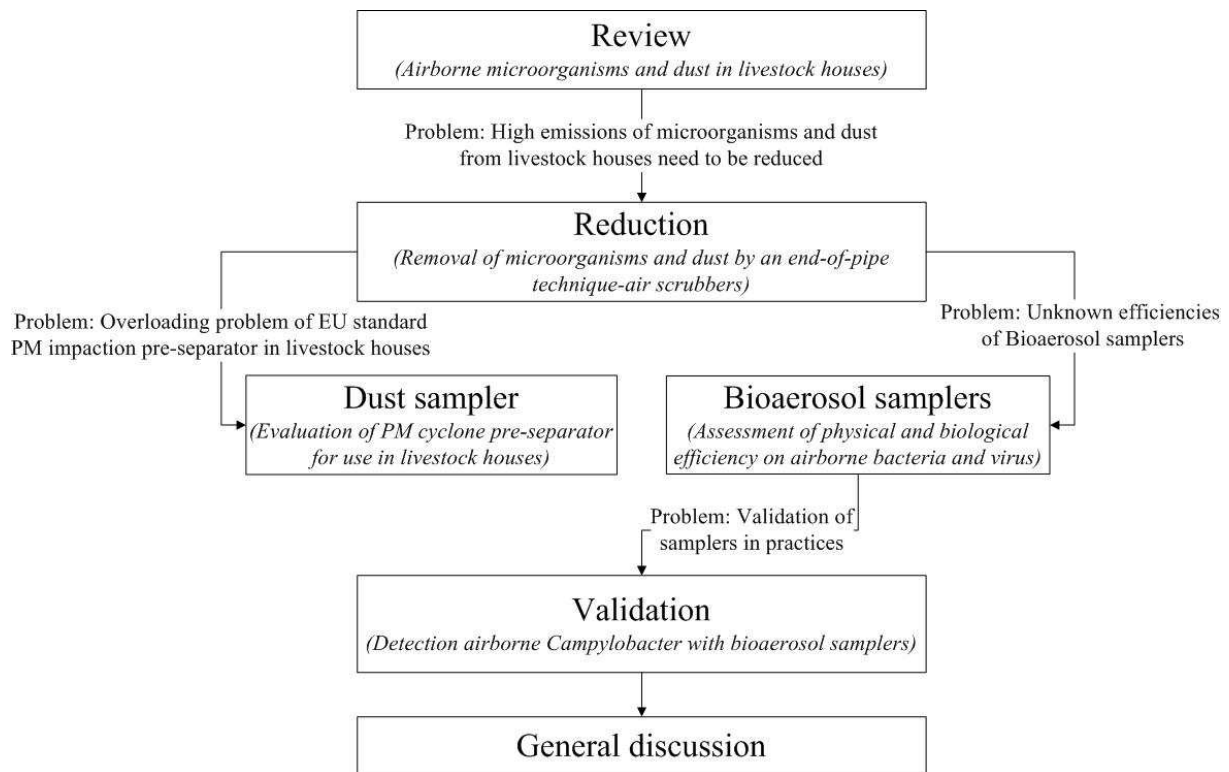 Review
(Airborne microorganisms and dust in livestock houses)
Problem: High emissions of microorganisms and dust
from livestock houses need to be reduced
Reduction
(Removal of microorganisms and dust by an end-of-pipe
technique-air scrubbers)
Problem: Overloading problem of EU standard
PM impaction pre-separator in livestock houses
Problem: Unknown efficiencies
of Bioaerosol samplers
Dust sampler
(Evaluation of PM cyclone pre-separator
for use in livestock houses)
Bioaerosol samplers
(Assessment of physical and biological
efficiency on airborne bacteria and virus)
Problem: Validation of
samplers in practices
Validation
(Detection airborne Campylobacter with bioaerosol samplers)
General discussion